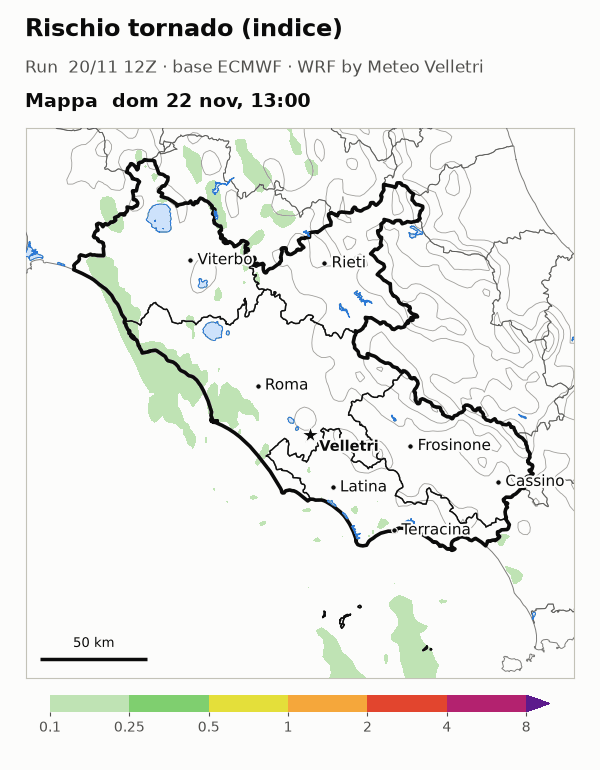 Rischio tornado (indice)
Run  20/11 12Z · base ECMWF · WRF by Meteo Velletri
Mappa  dom 22 nov, 13:00
Viterbo
Rieti
Roma
Velletri
Frosinone
Cassino
Latina
Terracina
50 km
0.1 0.25 0.5 1 2 4 8